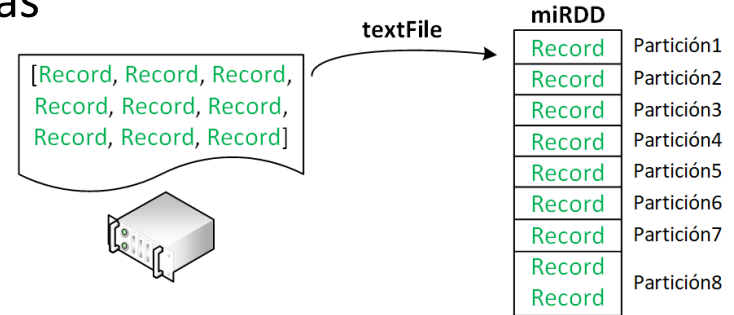 as
textFile
[Record, Record, Record,
Record, Record, Record,
Record, Record, Record]
miRDD
Record Partición1
Record Partición2
Record Partición3
Record Partición4
Record Partición5
Record Partición6
Record Partición7
Record
Record
Partición8